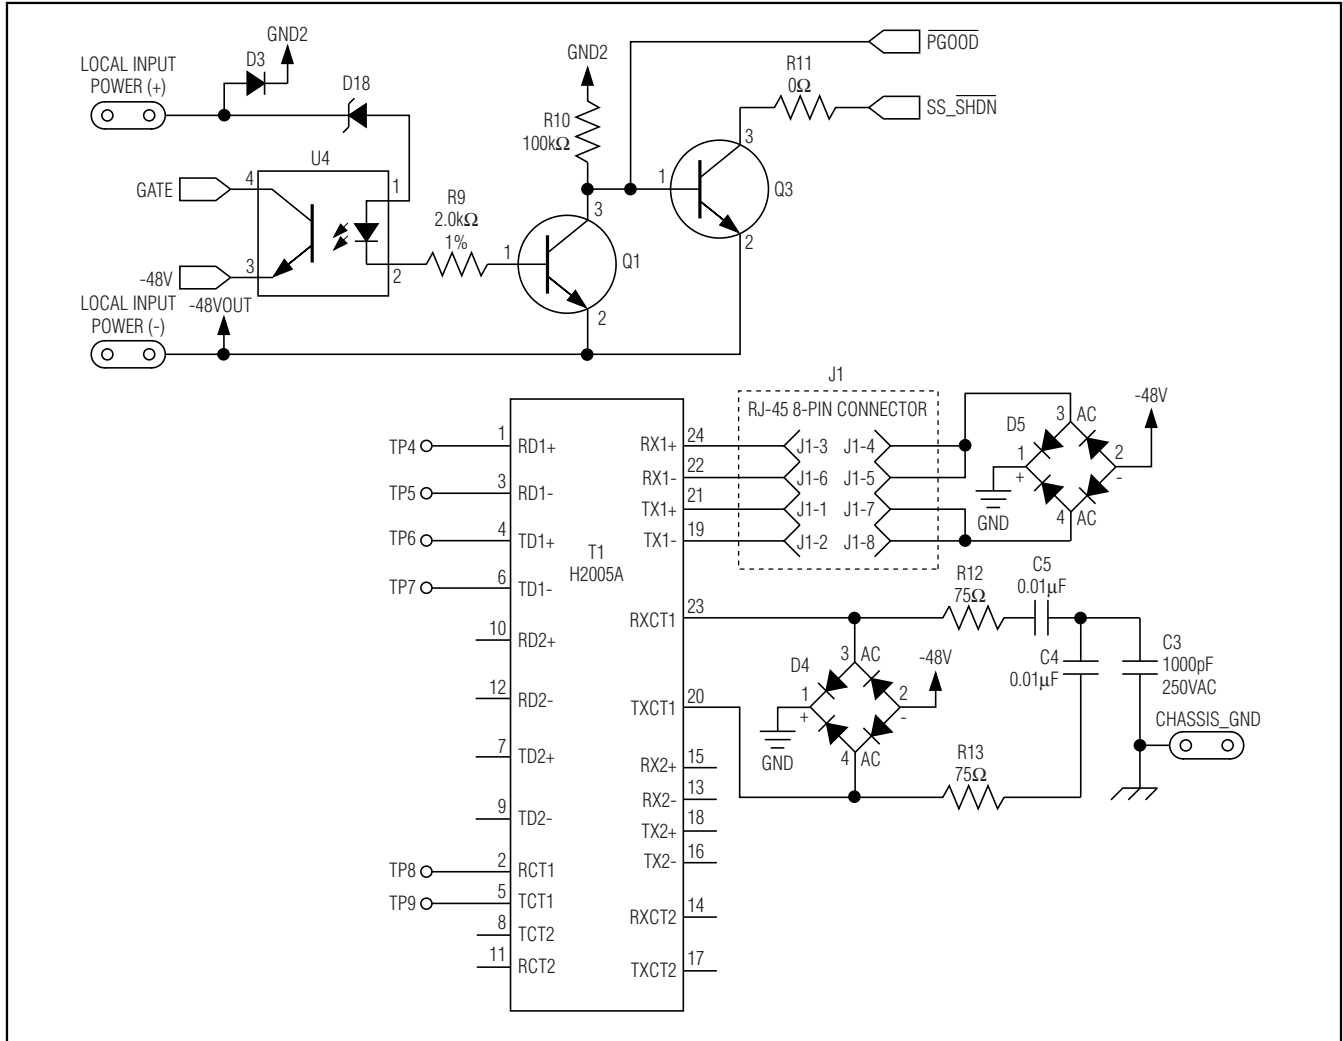 LOCAL INPUT
POWER (+)
D3
GND2
D18
U4
GATE
4
1
-48V
3
2
R9
2.0kΩ
1%
GND2
R10
100kΩ
1
3
Q1
2
R11
0Ω
PGOOD
SS_SHDN
1
3
Q3
2
LOCAL INPUT
POWER (-)
-48VOUT
TP4
1
RD1+
TP5
3
RD1-
TP6
4
TD1+
TP7
6
TD1-
10
RD2+
12
RD2-
7
TD2+
9
TD2-
TP8
2
RCT1
TP9
5
TCT1
8
TCT2
11
RCT2
T1
H2005A
RX1+
24
RX1-
22
TX1+
21
TX1-
19
RXCT1
23
TXCT1
20
RX2+
15
RX2-
13
TX2+
18
TX2-
16
RXCT2
14
TXCT2
17
J1
RJ-45 8-PIN CONNECTOR
J1-3 J1-4
J1-6 J1-5
J1-1 J1-7
J1-2 J1-8
D5
3 AC
1
+
2
-
4 AC
-48V
GND
R12
75Ω
C5
0.01μF
C4
0.01μF
C3
1000pF
250VAC
D4
3 AC
1
+
2
-
4 AC
-48V
GND
R13
75Ω
CHASSIS_GND